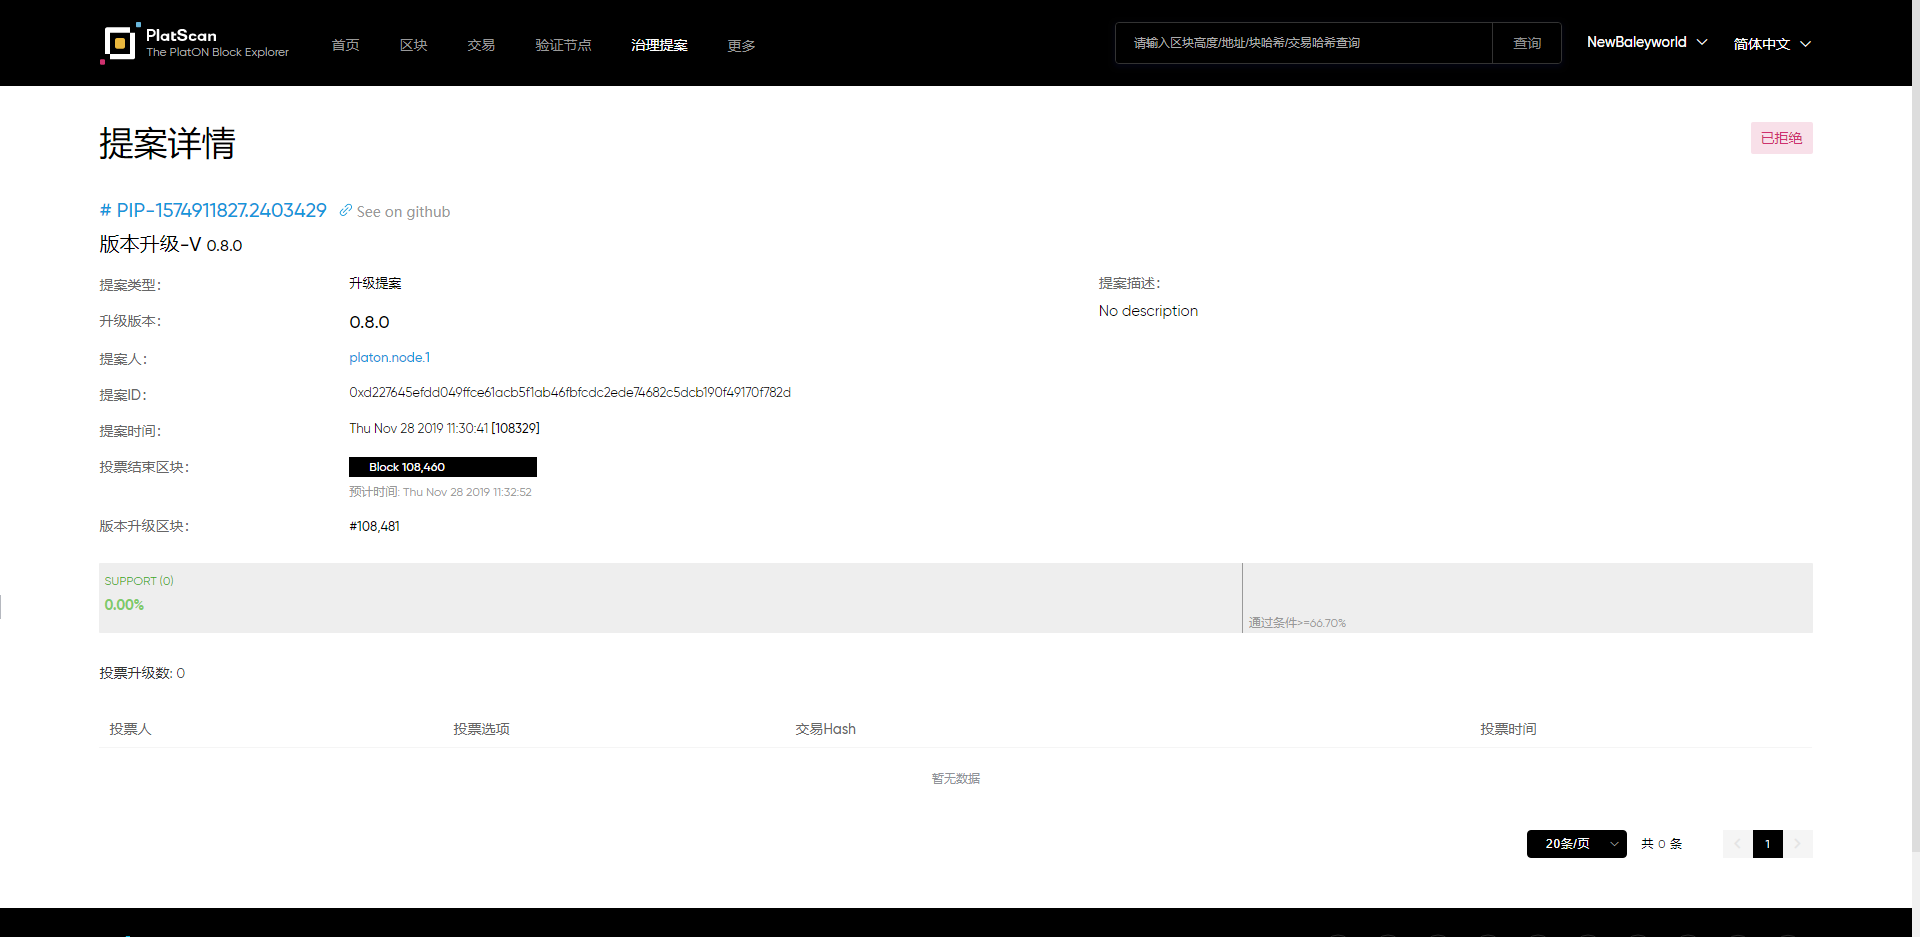 PlatScan
The PlatON Block Explorer
首页
区块
交易
验证节点
治理提案
更多
请输入区块高度/地址/块哈希/交易哈希查询
查询
NewBaleyworld
简体中文
提案详情
已拒绝
# PIP-1574911827.2403429
See on github
版本升级-V 0.8.0
提案类型:
升级提案
提案描述:
No description
升级版本:
0.8.0
提案人:
platon.node.1
提案ID:
0xd227645efdd049ffce61acb5f1ab46fbfcdc2ede74682c5dcb190f49170f782d
提案时间:
Thu Nov 28 2019 11:30:41 [108329]
投票结束区块:
Block 108,460
预计时间: Thu Nov 28 2019 11:32:52
版本升级区块:
#108,481
SUPPORT (0)
0.00%
通过条件>=66.70%
投票升级数: 0
投票人
投票选项
交易Hash
投票时间
暂无数据
20条/页
共 0 条
1